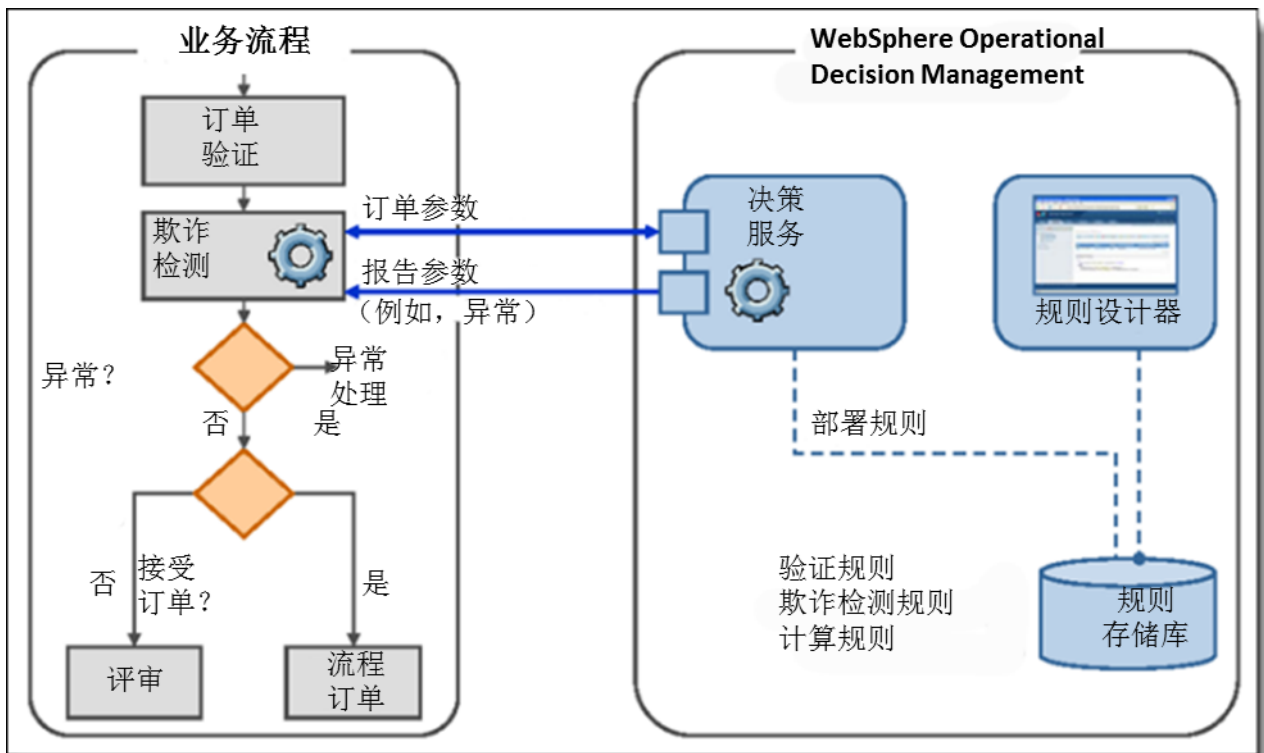 业务流程
订单
验证
欺诈
检测
异常?
异常
处理
否
是
否
接受
订单?
是
评审
流程
订单
订单参数
报告参数
（例如，异常）
WebSphere Operational
Decision Management
决策
服务
规则设计器
部署规则
验证规则
欺诈检测规则
计算规则
规则
存储库